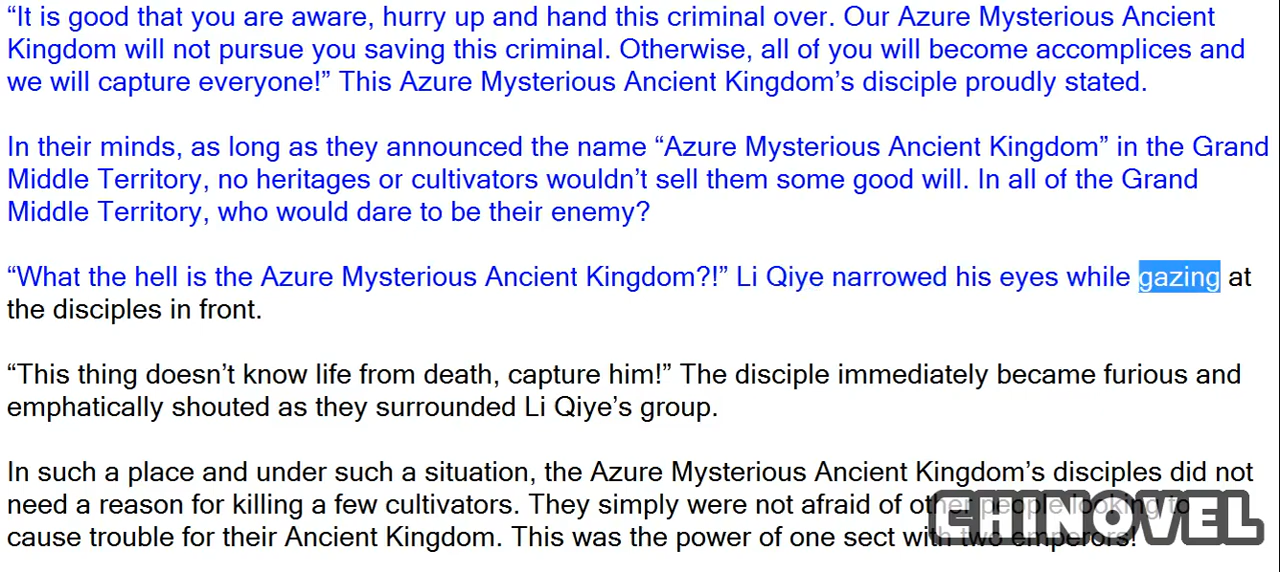 “It is good that you are aware, hurry up and hand this criminal over. Our Azure Mysterious Ancient
Kingdom will not pursue you saving this criminal. Otherwise, all of you will become accomplices and
we will capture everyone!” This Azure Mysterious Ancient Kingdom’s disciple proudly stated.
In their minds, as long as they announced the name “Azure Mysterious Ancient Kingdom” in the Grand
Middle Territory, no heritages or cultivators wouldn’t sell them some good will. In all of the Grand
Middle Territory, who would dare to be their enemy?
“What the hell is the Azure Mysterious Ancient Kingdom?!” Li Qiye narrowed his eyes while gazing at
the disciples in front.
“This thing doesn’t know life from death, capture him!” The disciple immediately became furious and
emphatically shouted as they surrounded Li Qiye’s group.
In such a place and under such a situation, the Azure Mysterious Ancient Kingdom’s disciples did not
need a reason for killing a few cultivators. They simply were not afraid of other people looking to
cause trouble for their Ancient Kingdom. This was the power of one sect with two emperors!
CHINOVEL